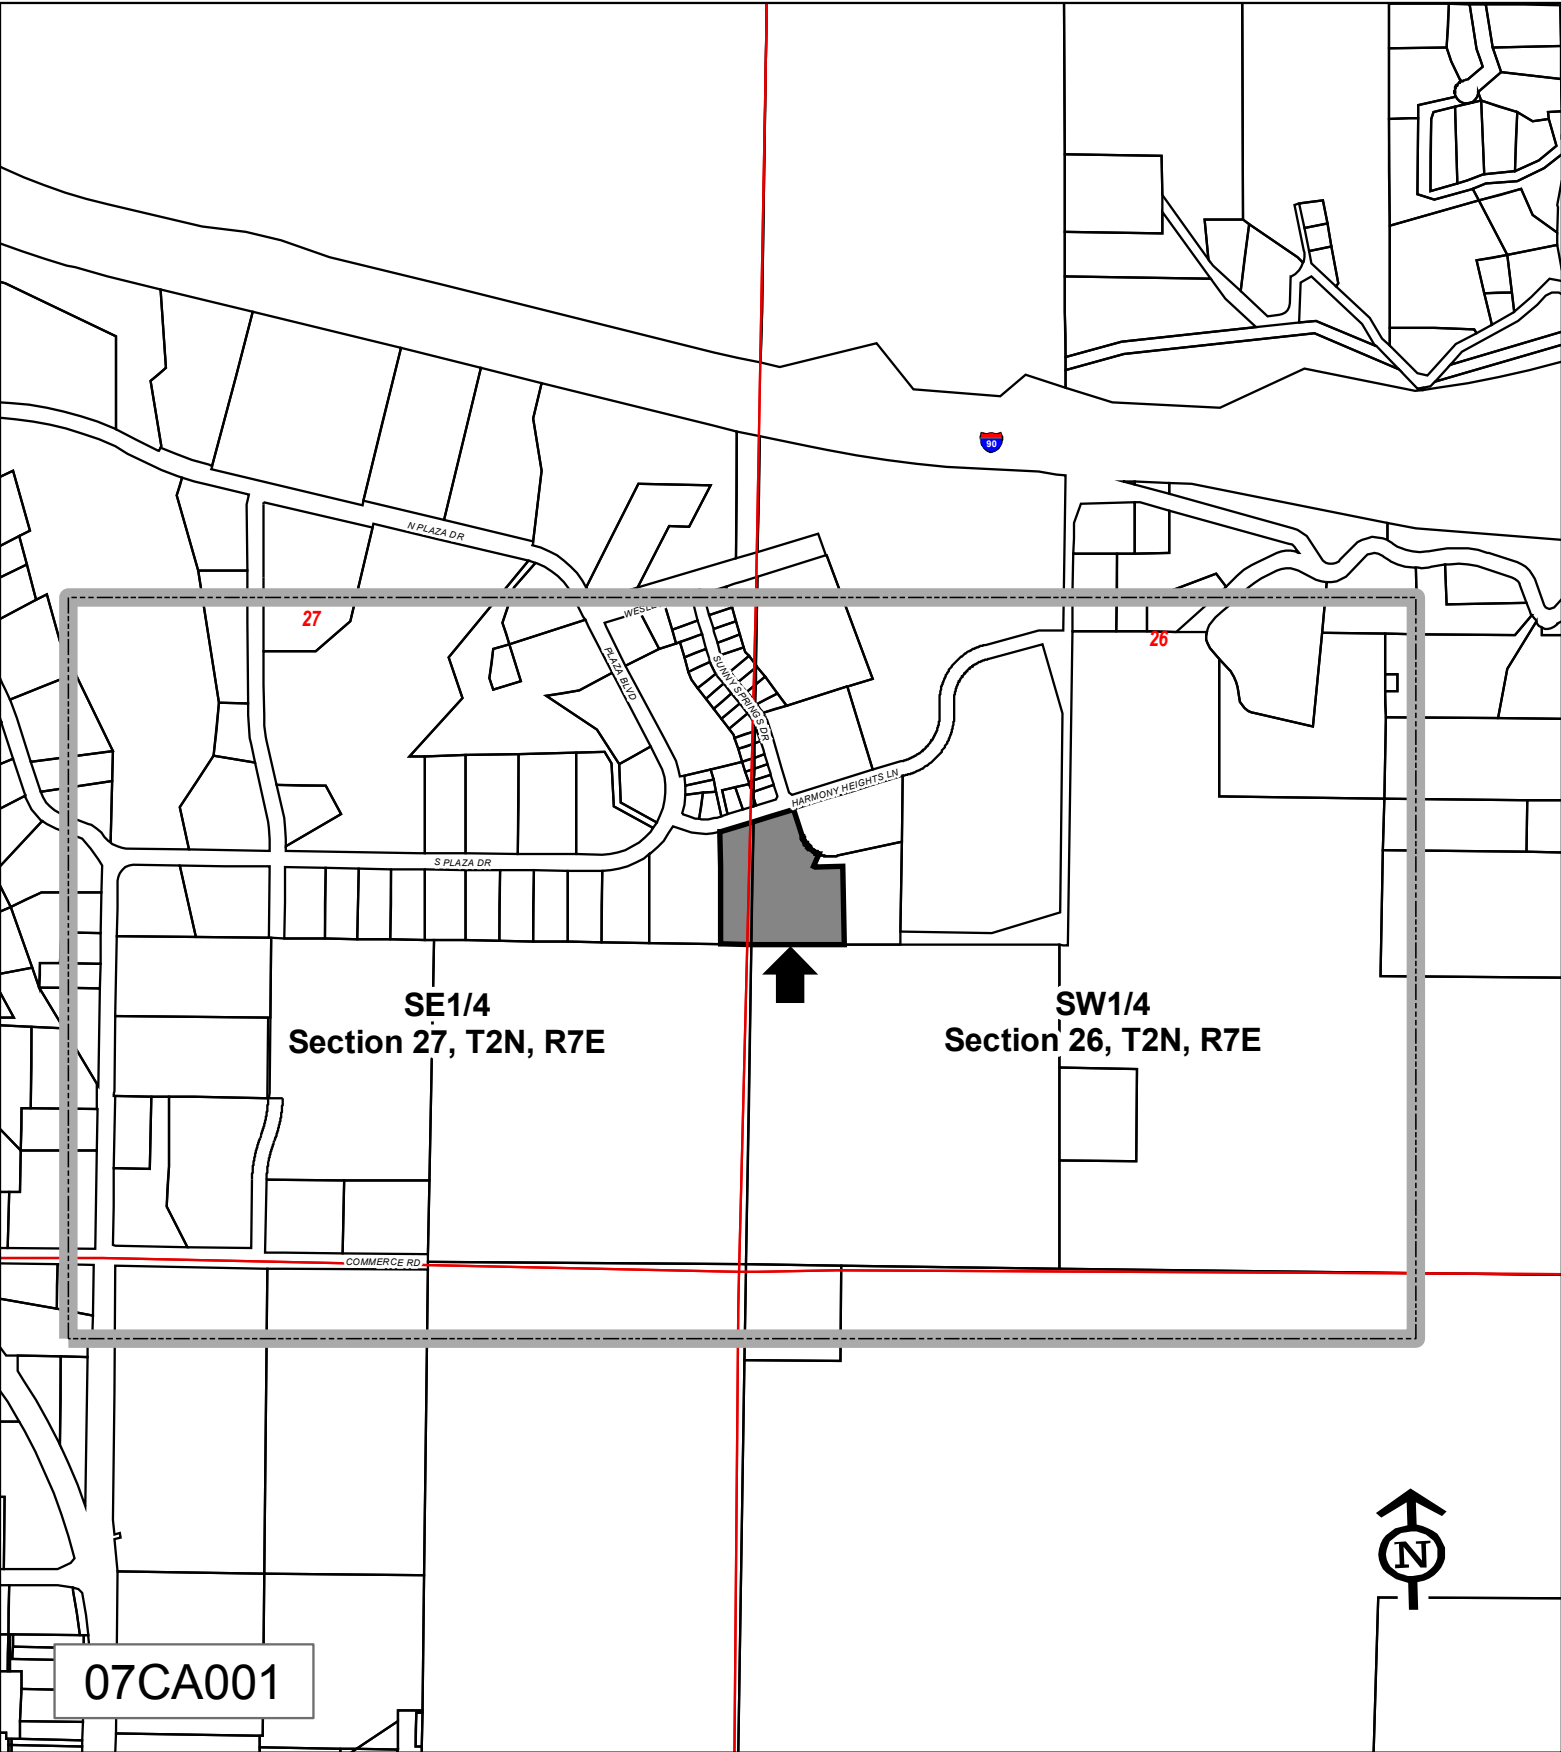 90
N PLAZA DR
27
26
PLAZA BLVD
SUNNY SPRINGS DR
HARMONY HEIGHTS LN
S PLAZA DR
SE1/4
Section 27, T2N, R7E
SW1/4
Section 26, T2N, R7E
COMMERCE RD
N
07CA001